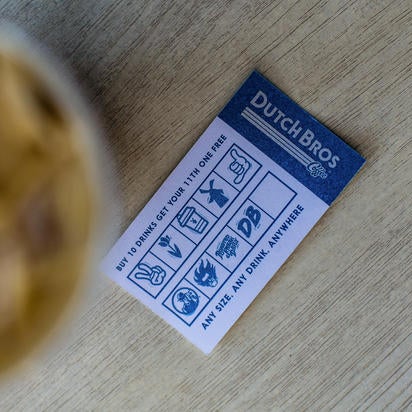 DUTCH BROS
BUY 10 DRINKS GET YOUR 11TH ONE FREE
DB
ANY SIZE, ANY DRINK, ANYWHERE